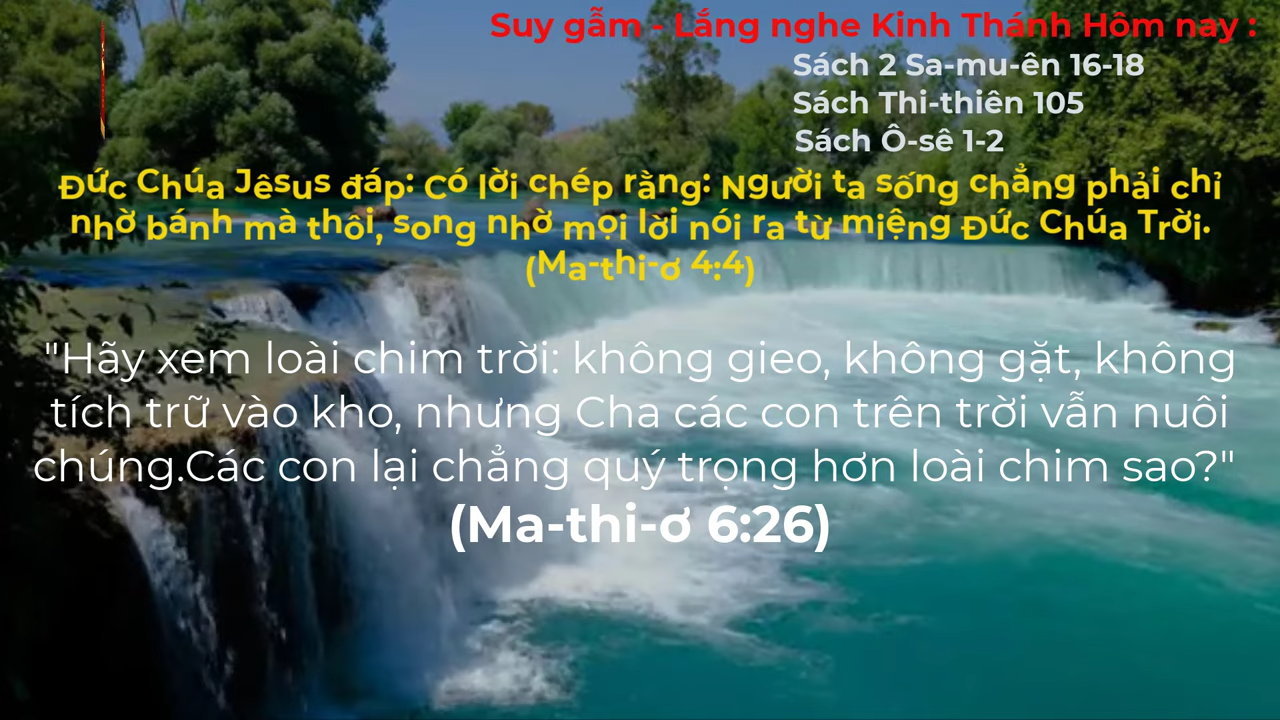 Suy gẫm - Lắng nghe Kinh Thánh Hôm nay :
Sách 2 Sa-mu-ên 16-18
Sách Thi-thiên 105
Sách Ô-sê 1-2
Đức Chúa Jêsus đáp: Có lời chép rằng: Người ta sống chẳng phải chỉ
nhờ bánh mà thôi, song nhờ mọi lời nói ra từ miệng Đức Chúa Trời.
(Ma-thi-ơ 4:4)
"Hãy xem loài chim trời: không gieo, không gặt, không
tích trữ vào kho, nhưng Cha các con trên trời vẫn nuôi
chúng.Các con lại chẳng quý trọng hơn loài chim sao?"
(Ma-thi-ơ 6:26)